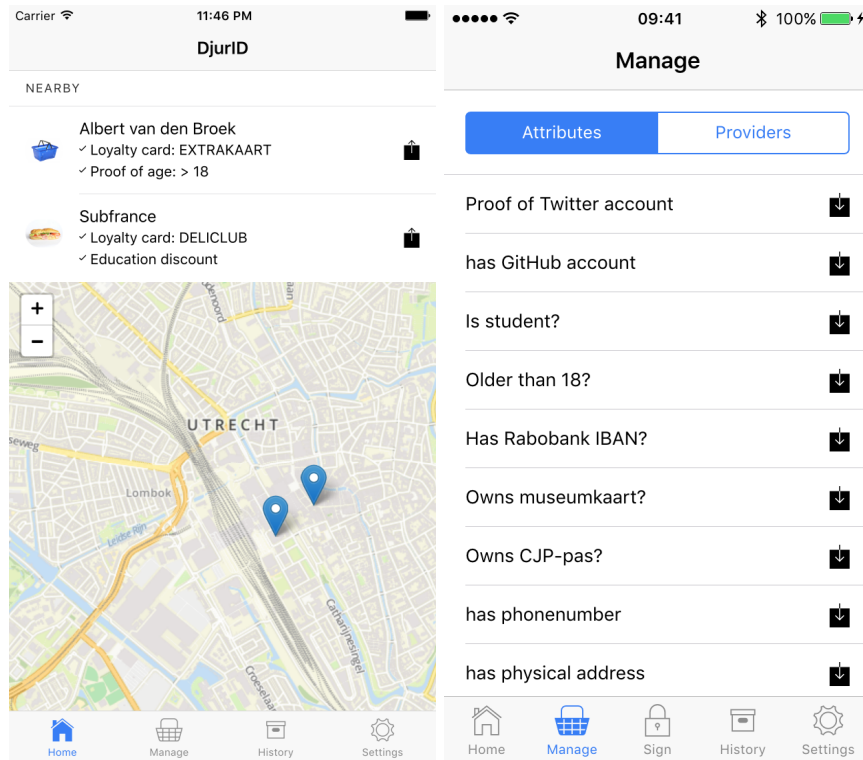 Carrier 11:46 PM
DjurID
NEARBY
Albert van den Broek
Loyalty card: EXTRAKAART
Proof of age: > 18
Subfrance
Loyalty card: DELICLUB
Education discount
+
−
UTRECHT
Lombok
Leidse Rijn
Catharijnesingel
Home Manage History Settings
09:41 100%
Manage
Attributes Providers
Proof of Twitter account
has GitHub account
Is student?
Older than 18?
Has Rabobank IBAN?
Owns museumkaart?
Owns CJP-pas?
has phonenumber
has physical address
Home Manage Sign History Settings